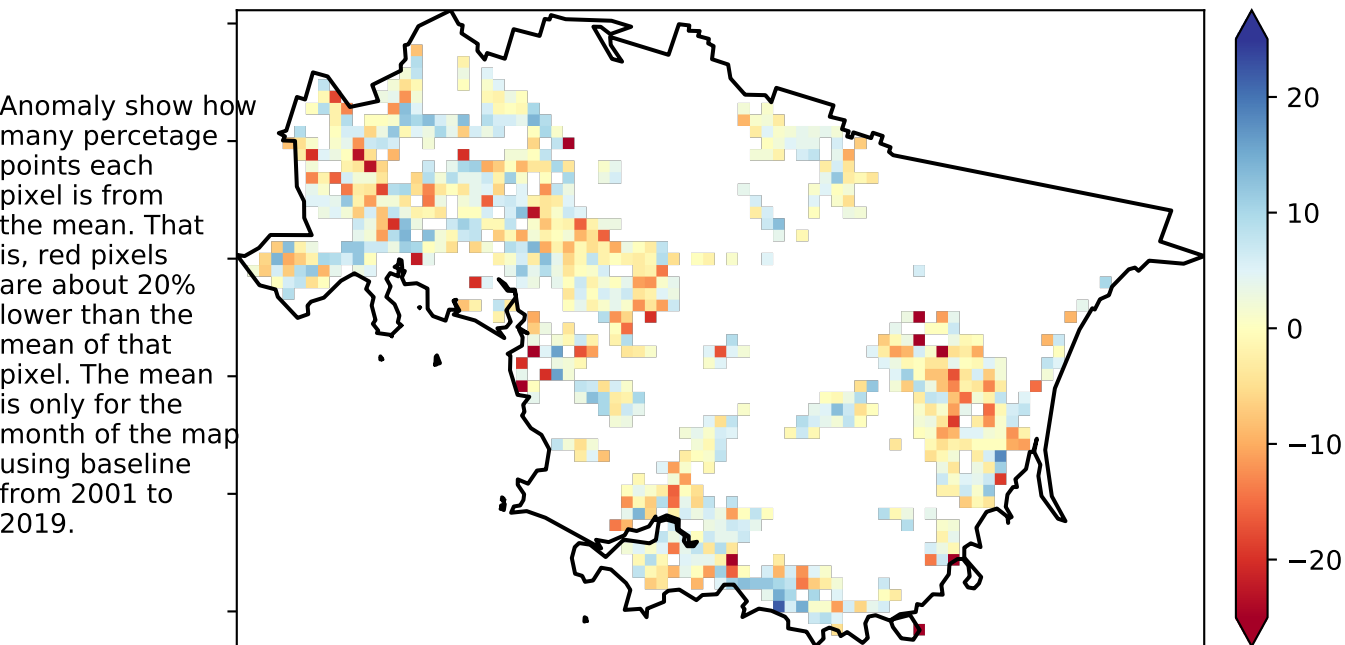 Anomaly show how
many percetage
points each
pixel is from
the mean. That
is, red pixels
are about 20%
lower than the
mean of that
pixel. The mean
is only for the
month of the map
using baseline
from 2001 to
2019.
20
10
0
−10
−20